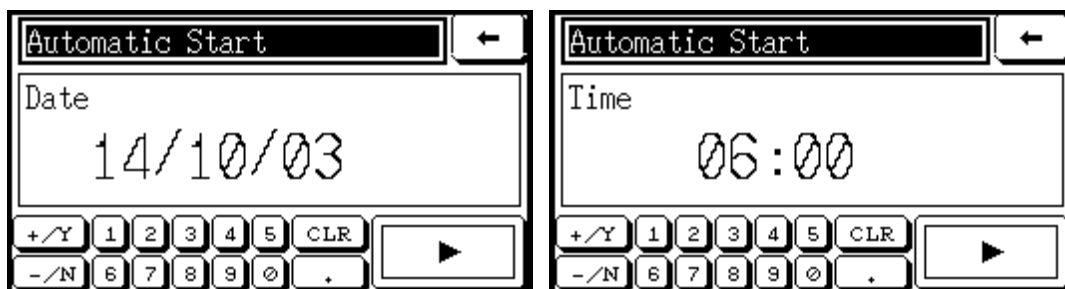 Automatic Start
Date
14/10/03
+/Y 1 2 3 4 5 CLR
-/N 6 7 8 9 0 .
Automatic Start
Time
06:00
+/Y 1 2 3 4 5 CLR
-/N 6 7 8 9 0 .